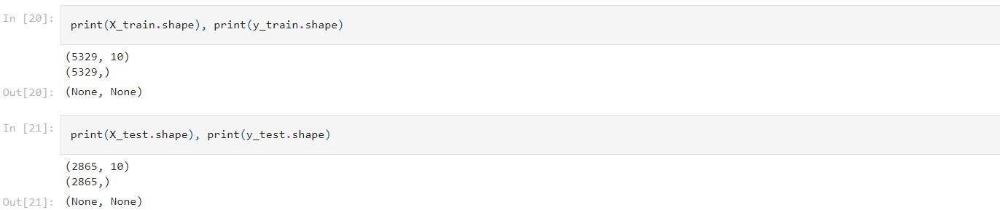 In [20]:
print(X_train.shape), print(y_train.shape)
(5329, 10)
(5329,)
Out[20]: (None, None)
In [21]:
print(X_test.shape), print(y_test.shape)
(2865, 10)
(2865,)
Out[21]: (None, None)